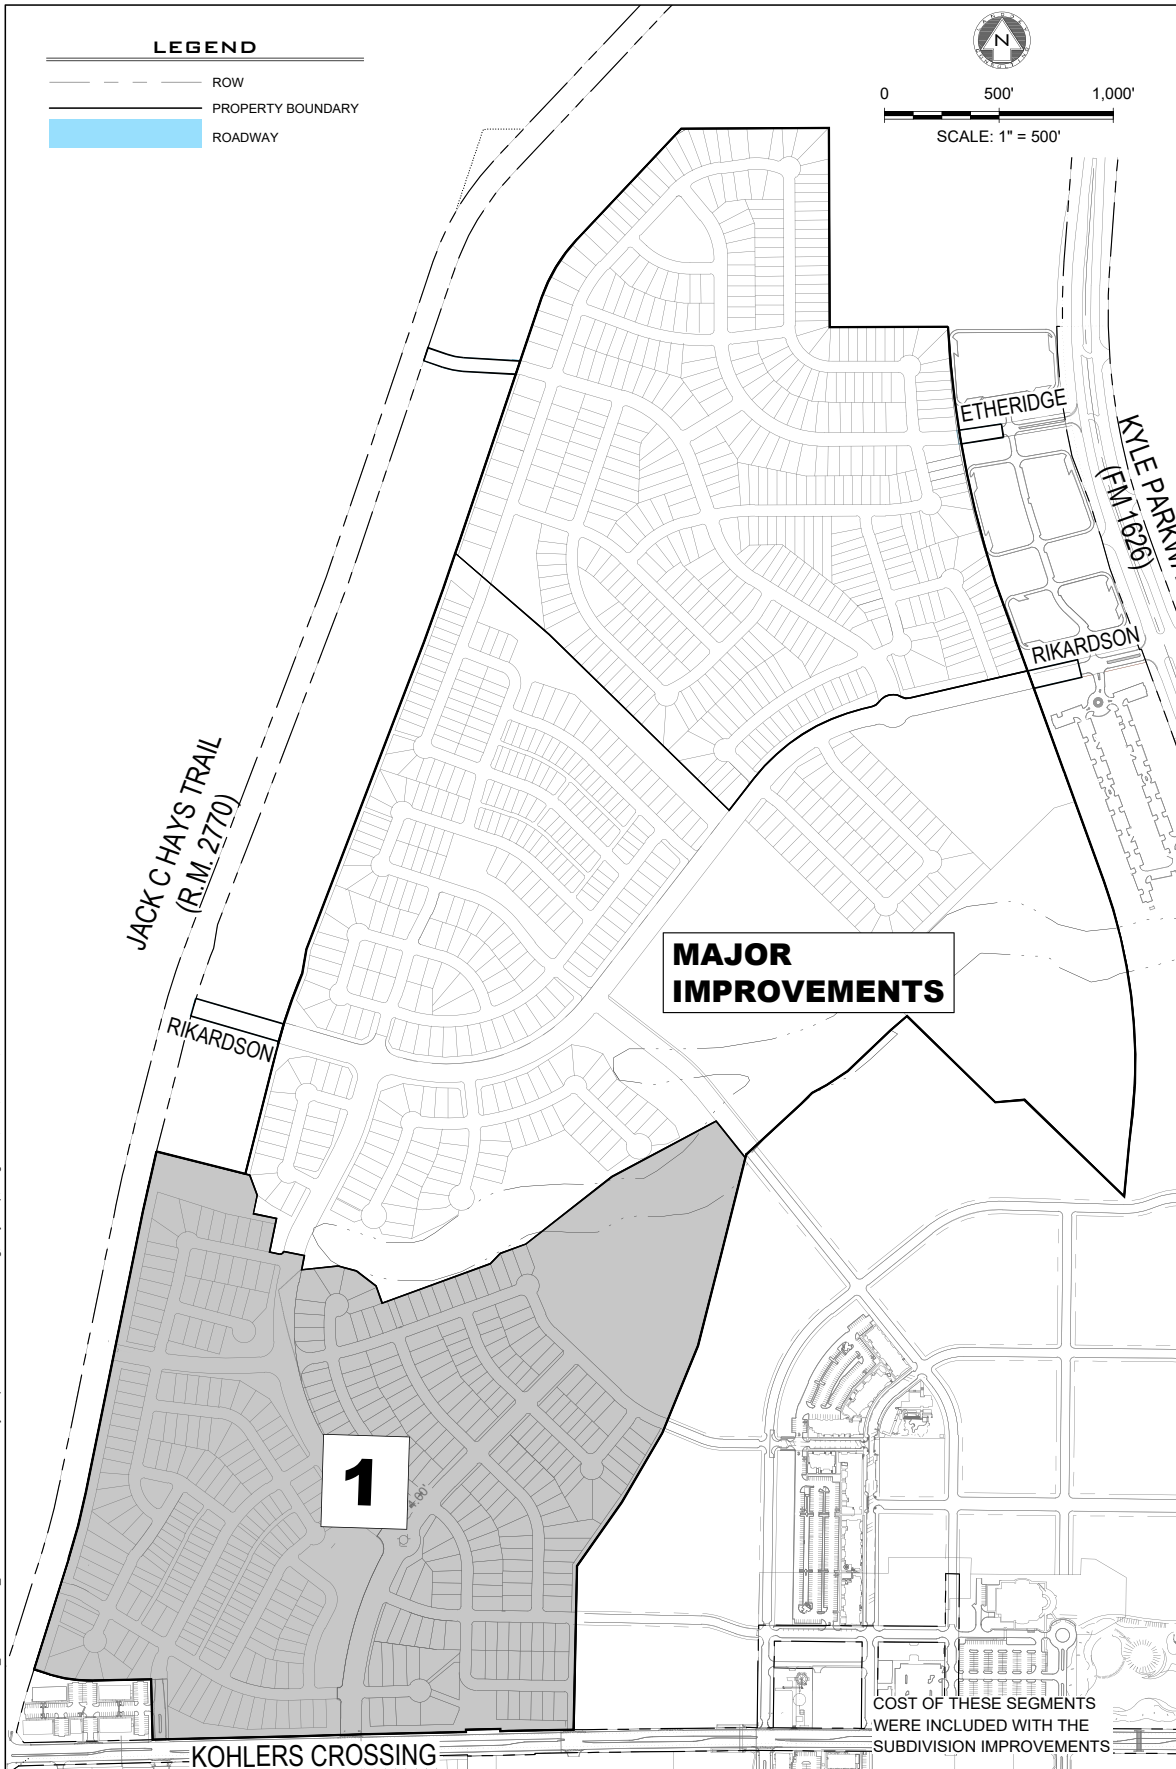 LEGEND
ROW
PROPERTY BOUNDARY
ROADWAY
N
0 500' 1,000'
SCALE: 1" = 500'
ETHERIDGE
KYLE
(FM 1626)
RIKARDSON
JACK C HAYS TRAIL
(R.M. 2770)
MAJOR
IMPROVEMENTS
RIKARDSON
1
COST OF THESE SEGMENTS
WERE INCLUDED WITH THE
SUBDIVISION IMPROVEMENTS
KOHLERS CROSSING